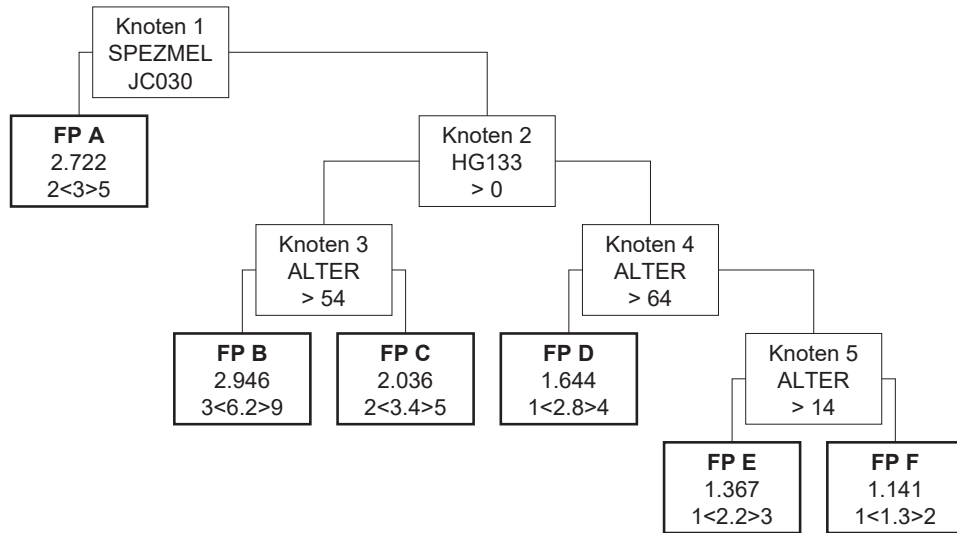 Knoten 1
SPEZMEL
JC030
FP A
2.722
2<3>5
Knoten 2
HG133
> 0
Knoten 3
ALTER
> 54
Knoten 4
ALTER
> 64
FP B
2.946
3<6.2>9
FP C
2.036
2<3.4>5
FP D
1.644
1<2.8>4
Knoten 5
ALTER
> 14
FP E
1.367
1<2.2>3
FP F
1.141
1<1.3>2